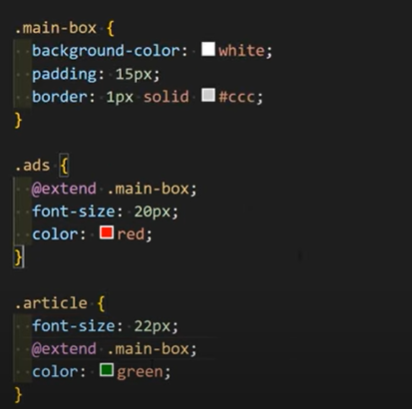 .main-box {
background-color: white;
padding: 15px;
border: 1px solid #ccc;
}
.ads {
@extend .main-box;
font-size: 20px;
color: red;
}
.article {
font-size: 22px;
@extend .main-box;
color: green;
}